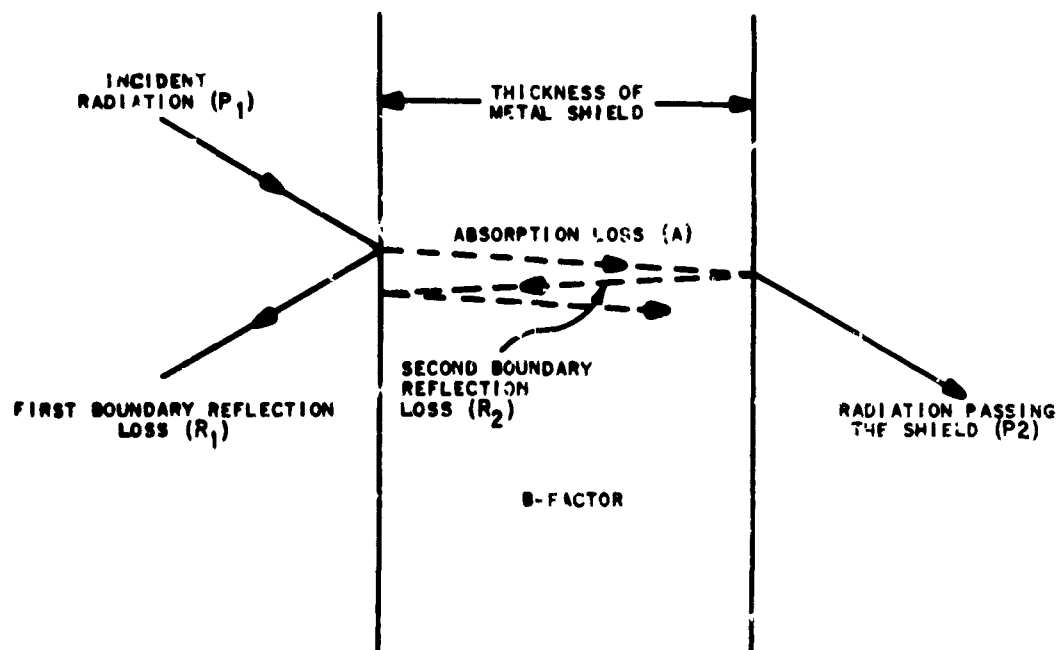 INCIDENT
RADIATION (P1)
THICKNESS OF
METAL SHIELD
ABSORPTION LOSS (A)
SECOND BOUNDARY
REFLECTION
LOSS (R2)
FIRST BOUNDARY REFLECTION
LOSS (R1)
RADIATION PASSING
THE SHIELD (P2)
B-FACTOR